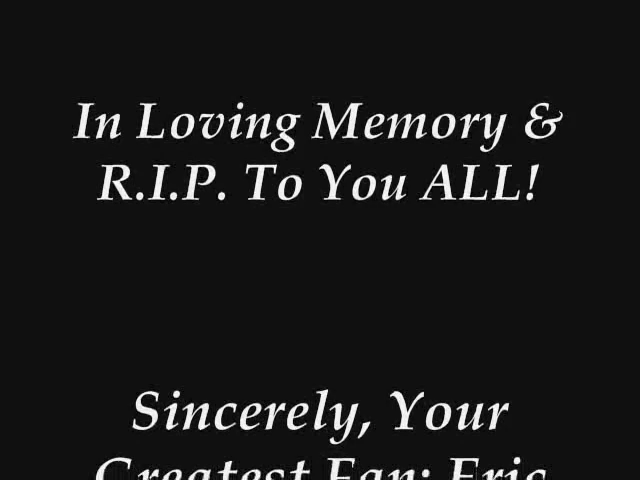 In Loving Memory &
R.I.P. To You ALL!
Sincerely, Your
Greatest Fan: Eric